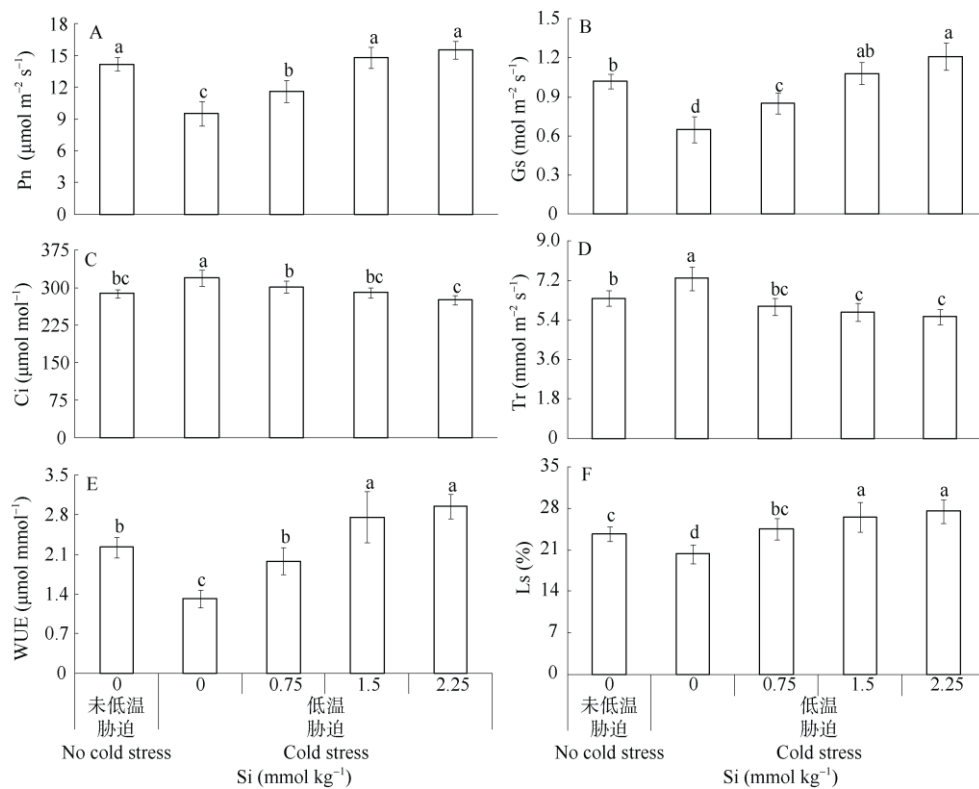 A
Pn (μmol m⁻² s⁻¹)
18
15
12
9
6
3
0
a
c
b
a
a
B
Gs (mol m⁻² s⁻¹)
1.5
1.2
0.9
0.6
0.3
0
b
d
c
ab
a
C
Ci (μmol mol⁻¹)
375
300
225
150
75
0
bc
a
b
bc
c
D
Tr (mmol m⁻² s⁻¹)
9.0
7.2
5.4
3.6
1.8
0
b
a
bc
c
c
E
WUE (μmol mmol⁻¹)
3.5
2.8
2.1
1.4
0.7
0
b
c
b
a
a
0 0 0.75 1.5 2.25
未低温 低温
胁迫 胁迫
No cold stress Cold stress
Si (mmol kg⁻¹)
F
Ls (%)
35
28
21
14
7
0
c
d
bc
a
a
0 0 0.75 1.5 2.25
未低温 低温
胁迫 胁迫
No cold stress Cold stress
Si (mmol kg⁻¹)